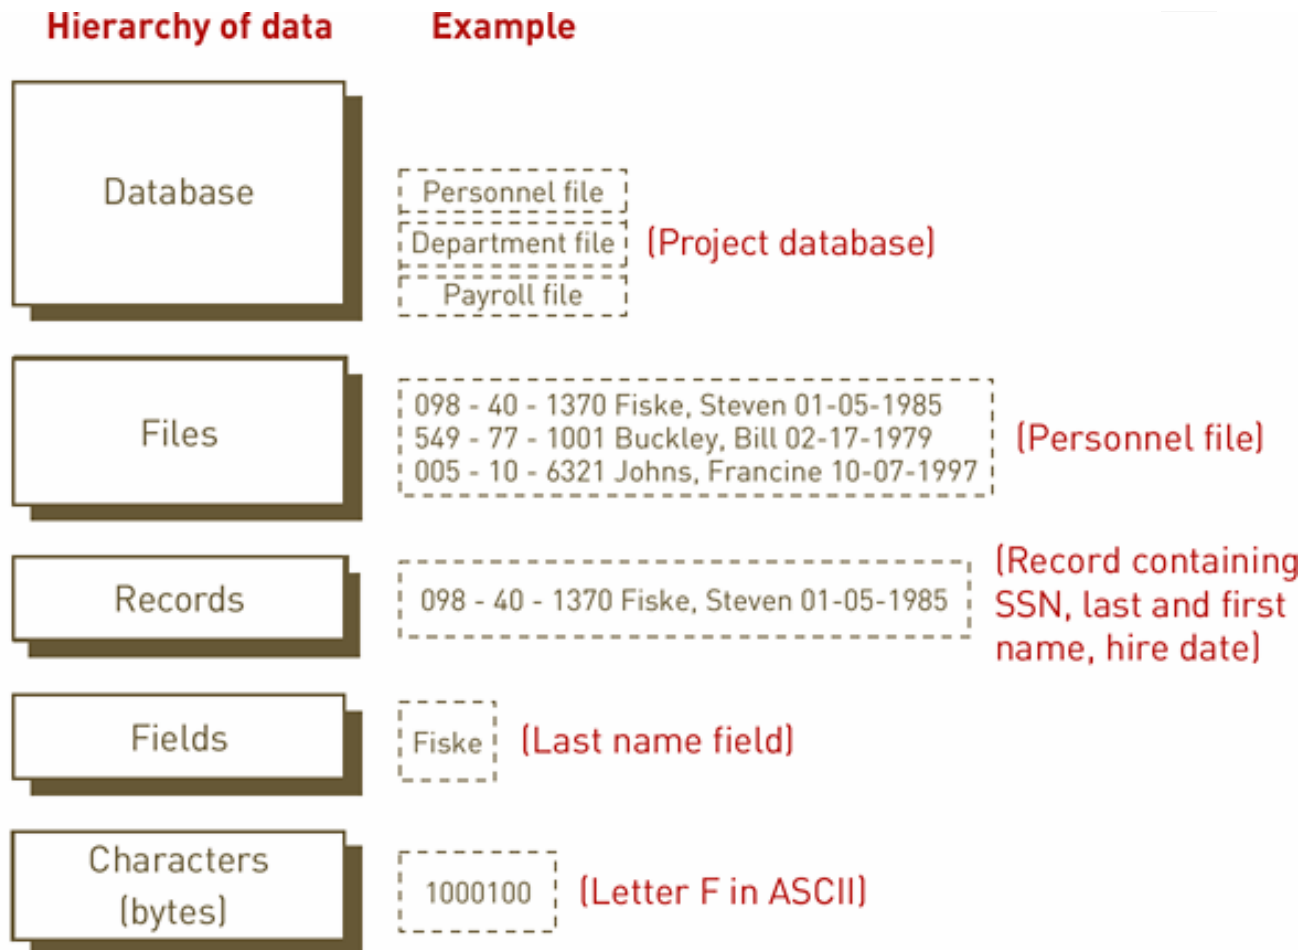 Hierarchy of data Example
Database
Personnel file
Department file
Payroll file
(Project database)
Files
098 - 40 - 1370 Fiske, Steven 01-05-1985
549 - 77 - 1001 Buckley, Bill 02-17-1979
005 - 10 - 6321 Johns, Francine 10-07-1997
(Personnel file)
Records
098 - 40 - 1370 Fiske, Steven 01-05-1985
(Record containing
SSN, last and first
name, hire date)
Fields
Fiske
(Last name field)
Characters
(bytes)
1000100
(Letter F in ASCII)